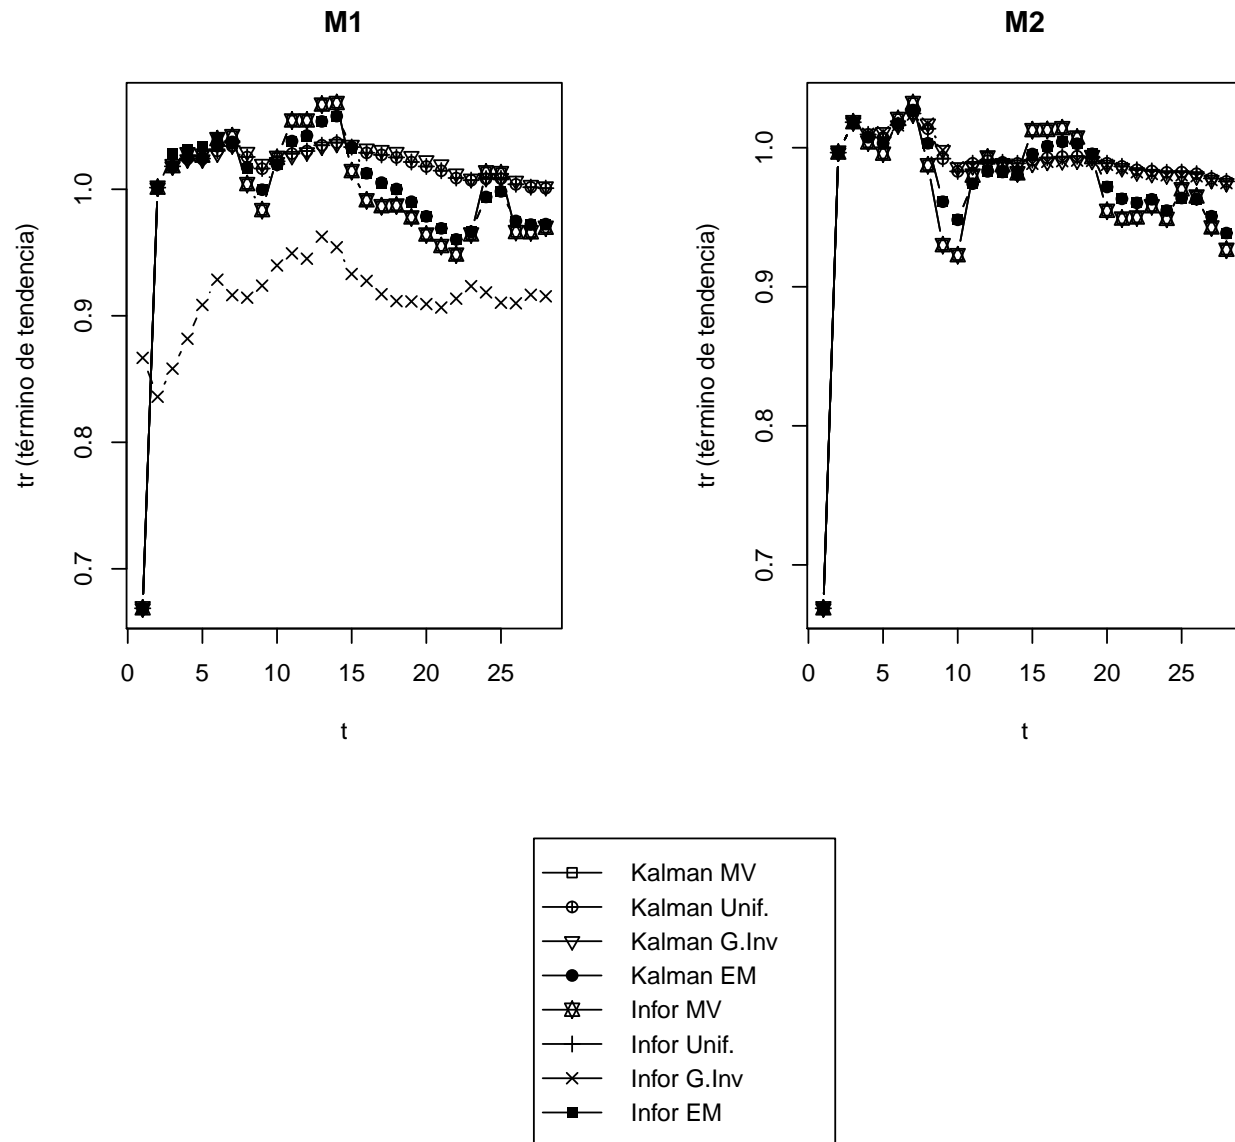 M1
M2
tr (término de tendencia)
1.0
0.9
0.8
0.7
0 5 10 15 20 25
t
tr (término de tendencia)
1.0
0.9
0.8
0.7
0 5 10 15 20 25
t
Kalman MV
Kalman Unif.
Kalman G.Inv
Kalman EM
Infor MV
Infor Unif.
Infor G.Inv
Infor EM